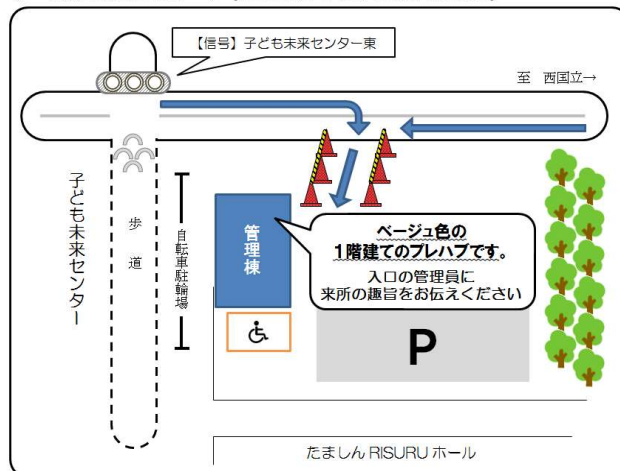 【信号】子ども未来センター東
至　西国立→
子ども未来センター
歩道
自転車駐輪場
管理棟
ベージュ色の
1階建てのプレハブです。
入口の管理員に
来所の趣旨をお伝えください
P
たましん RISURU ホール